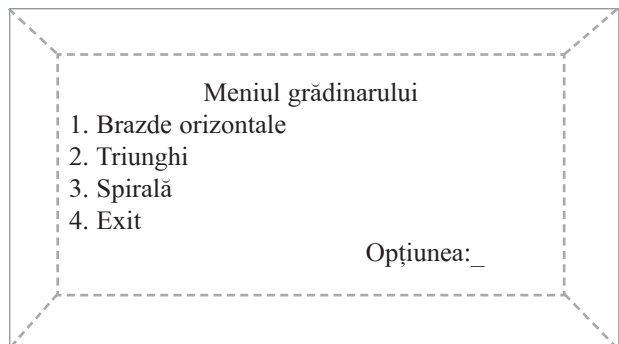 Meniul grădinarului
1. Brazde orizontale
2. Triunghi
3. Spirală
4. Exit
Opțiunea:_